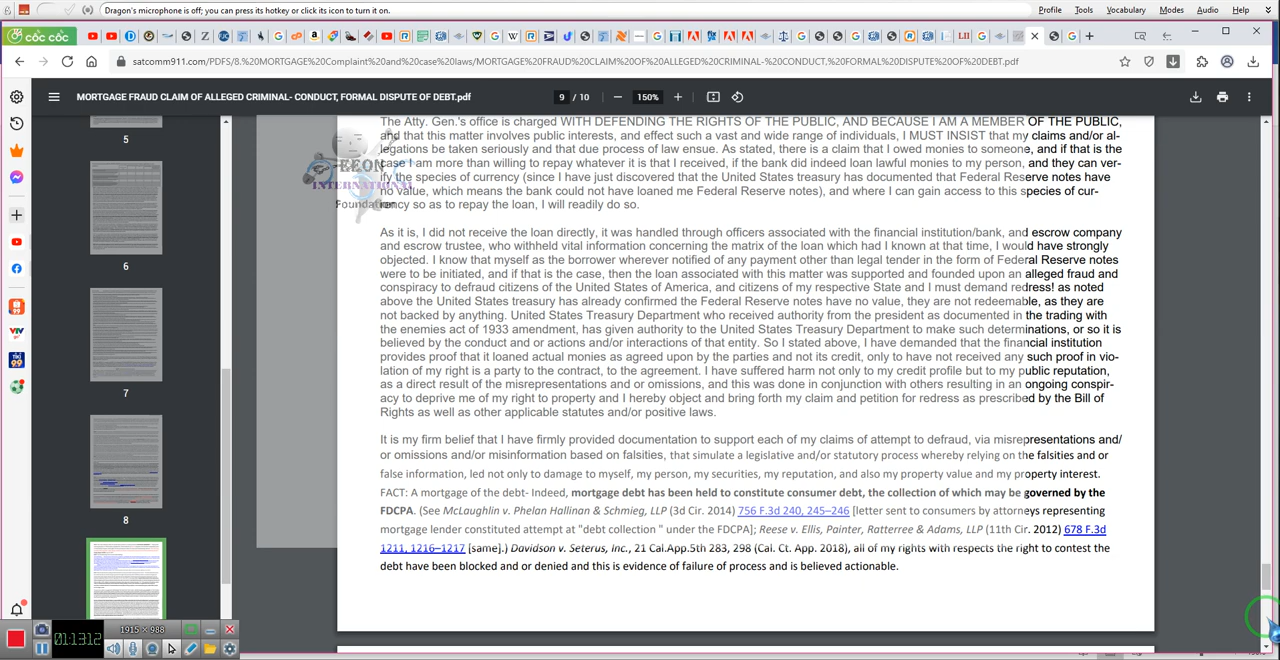 Dragon's microphone is off; you can press its hotkey or click its icon to turn it on.
Profile Tools Vocabulary Modes Audio Help
CỐC CỐC
satcomm911.com/PDFS/8.%20MORTGAGE%20Complaint%20and%20case%20laws/MORTGAGE%20FRAUD%20CLAIM%20OF%20ALLEGED%20CRIMINAL-%20CONDUCT,%20FORMAL%20DISPUTE%20OF%20DEBT.pdf
MORTGAGE FRAUD CLAIM OF ALLEGED CRIMINAL- CONDUCT, FORMAL DISPUTE OF DEBT.pdf
9 / 10
150%
5
6
7
8
The Atty. Gen.'s office is charged WITH DEFENDING THE RIGHTS OF THE PUBLIC, AND BECAUSE I AM A MEMBER OF THE PUBLIC,
and that this matter involves public interests, and effect such a vast and wide range of individuals, I MUST INSIST that my claims and/or al-
legations be taken seriously and that due process of law ensue. As stated, there is a claim that I owed monies to someone, and if that is the
case I am more than willing to repay whatever it is that I received, if the bank did indeed loan lawful monies to my person, and they can ver-
ify the species of currency (since I have just discovered that the United States treasury has documented that Federal Reserve notes have
no value, which means the bank could not have loaned me Federal Reserve notes), and where I can gain access to this species of cur-
rency so as to repay the loan, I will readily do so.
INTERNATIONAL
Foundation
As it is, I did not receive the loan directly, it was handled through officers associated with the financial institution/bank, and escrow company
and escrow trustee, who withheld vital information concerning the matrix of the loan which had I known at that time, I would have strongly
objected. I know that myself as the borrower wherever notified of any payment other than legal tender in the form of Federal Reserve notes
were to be initiated, and if that is the case, then the loan associated with this matter was supported and founded upon an alleged fraud and
conspiracy to defraud citizens of the United States of America, and citizens of my respective State and I must demand redress! as noted
above the United States treasury has already confirmed the Federal Reserve notes have no value, they are not redeemable, as they are
not backed by anything. United States Treasury Department who received authority from the president as documented in the trading with
the enemies act of 1933 amendment, has given authority to the United States Treasury Department to make such determinations, or so it is
believed by the conduct and or actions and/or interactions of that entity. So I stated above, I have demanded that the financial institution
provides proof that it loaned actual monies as agreed upon by the parties and not its credit, only to have not received any such proof in vio-
lation of my right is a party to the contract, to the agreement. I have suffered harm not only to my credit profile but to my public reputation,
as a direct result of the misrepresentations and or omissions, and this was done in conjunction with others resulting in an ongoing conspir-
acy to deprive me of my right to property and I hereby object and bring forth my claim and petition for redress as prescribed by the Bill of
Rights as well as other applicable statutes and/or positive laws.
It is my firm belief that I have firmly provided documentation to support each of my claims of attempt to defraud, via misrepresentations and/
or omissions and/or misinformation based on falsities, that simulate a legislative and/or statutory process whereby relying on the falsities and or
false information, led not only to damage to myself, my person, my securities, my reputation, and also my property value and my property interest.
FACT: A mortgage of the debt- Indeed, mortgage debt has been held to constitute consumer debt, the collection of which may be governed by the
FDCPA. (See McLaughlin v. Phelan Hallinan & Schmieg, LLP (3d Cir. 2014) 756 F.3d 240, 245–246 [letter sent to consumers by attorneys representing
mortgage lender constituted attempt at "debt collection " under the FDCPA]; Reese v. Ellis, Painter, Ratterree & Adams, LLP (11th Cir. 2012) 678 F.3d
1211, 1216–1217 [same].) Davidson v. Seterus, Inc., 21 Cal.App.5th 283, 298 (Cal. Ct. App. 2018), all of my rights with respects the right to contest the
debt have been blocked and or denied and this is evidence of failure of process and is believed actionable.
1915 × 988
01:13:12